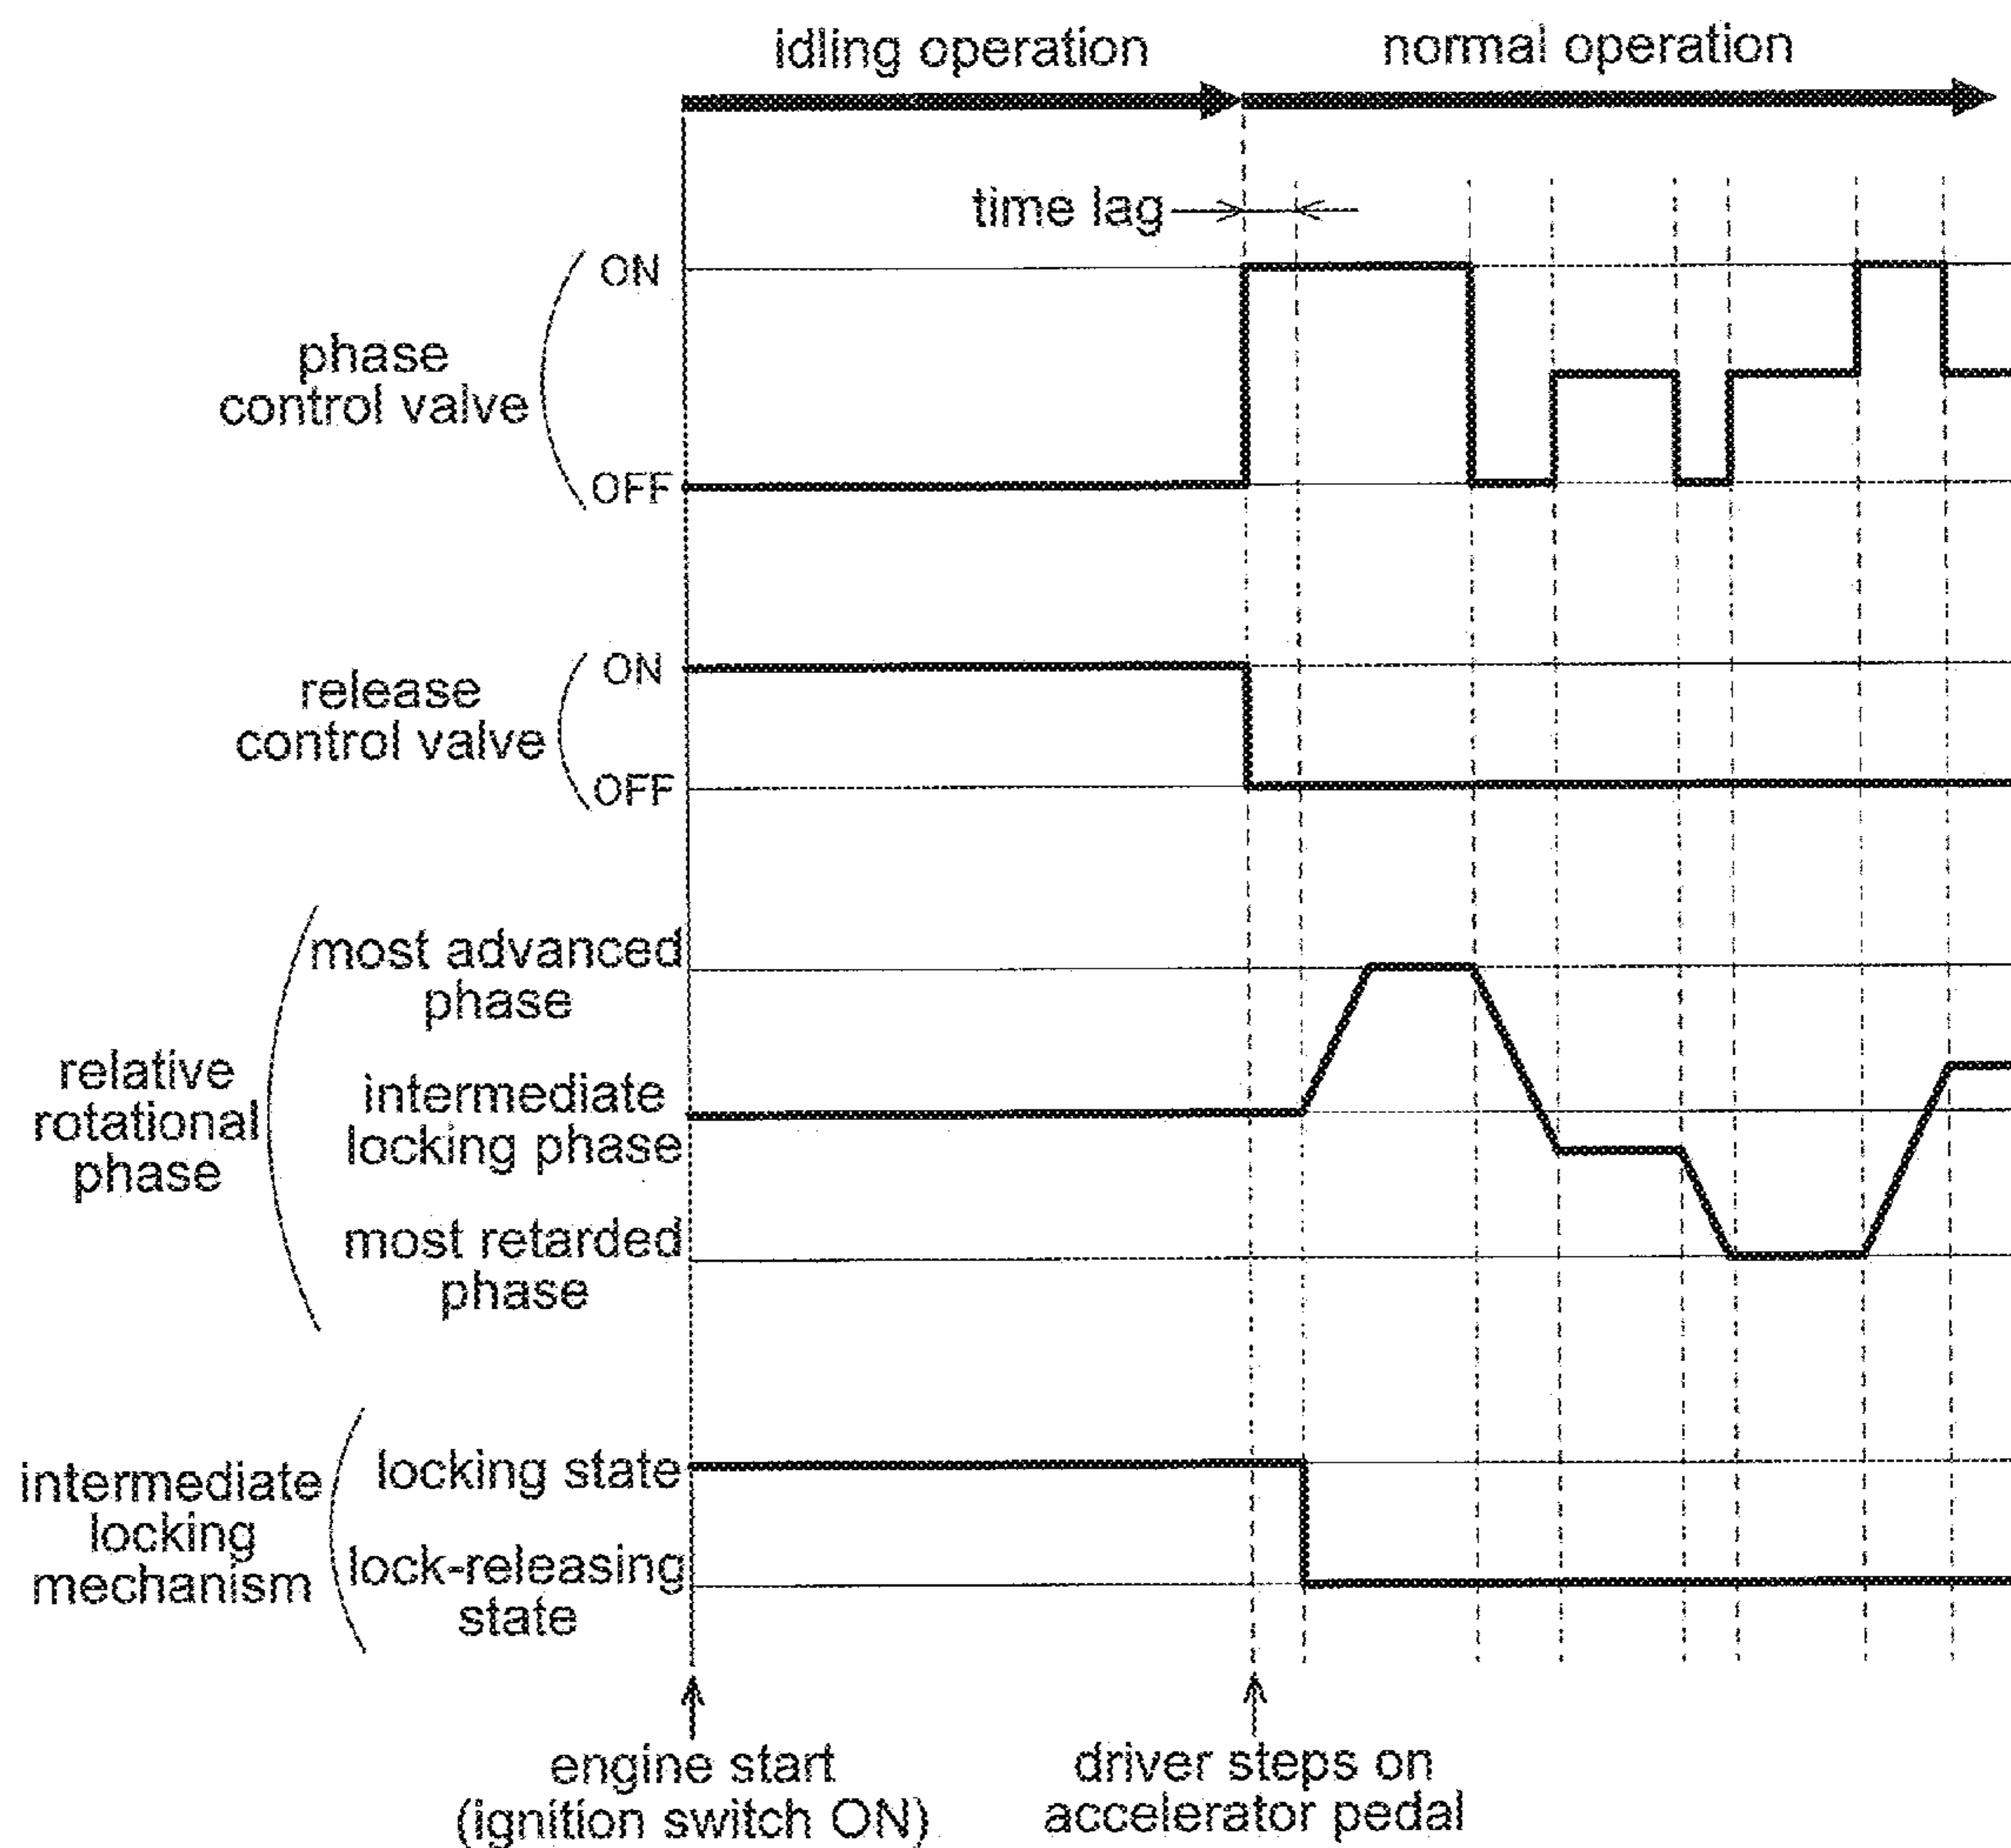 idling operation
normal operation
time lag
ON
phase
control valve
OFF
ON
release
control valve
OFF
most advanced
phase
relative
rotational
phase
intermediate
locking phase
most retarded
phase
intermediate
locking
mechanism
locking state
lock-releasing
state
engine start
(ignition switch ON)
driver steps on
accelerator pedal